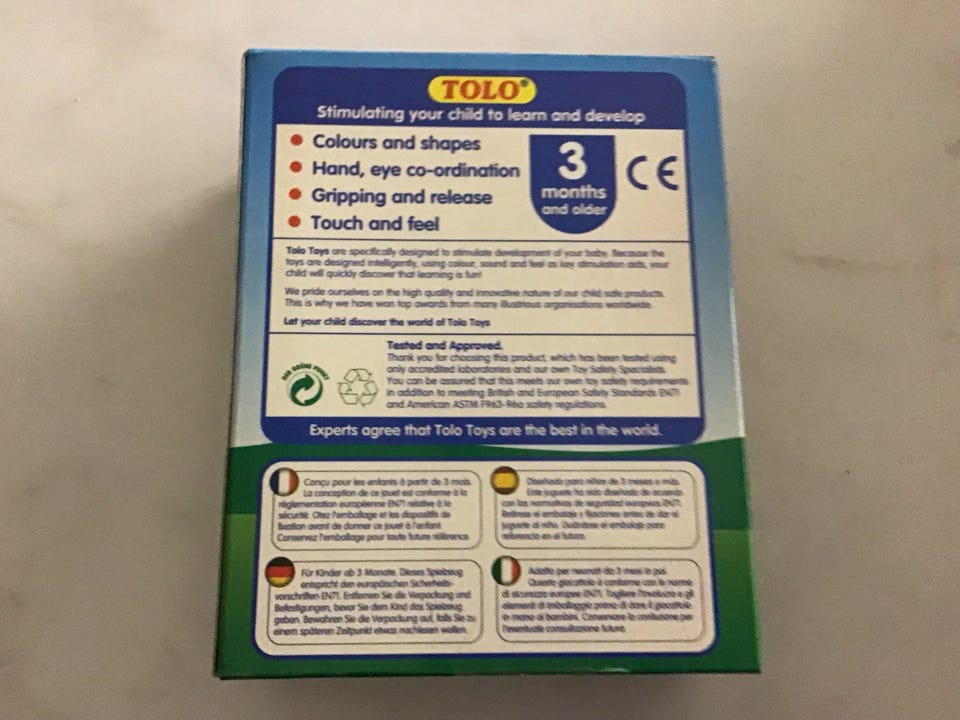 TOLO®
Stimulating your child to learn and develop
Colours and shapes
Hand, eye co-ordination
Gripping and release
Touch and feel
3
months
and older
CE
Tolo Toys are specifically designed to stimulate development of your baby. Because the
toys are designed intelligently, using colour, sound and feel as key stimulation aids, your
child will quickly discover that learning is fun!
We pride ourselves on the high quality and innovative nature of our child safe products.
This is why we have won top awards from many illustrious organisations worldwide.
Let your child discover the world of Tolo Toys
Tested and Approved.
Thank you for choosing this product, which has been tested using
only accredited laboratories and our own Toy Safety Specialists.
You can be assured that this meets our own toy safety requirements
in addition to meeting British and European Safety Standards EN71
and American ASTM F963-96a safety regulations.
DER GRÜNE PUNKT
Experts agree that Tolo Toys are the best in the world.
Conçu pour les enfants à partir de 3 mois.
La conception de ce jouet est conforme à la
réglementation européenne EN71 relative à la
sécurité. Otez l'emballage et les dispositifs de
fixation avant de donner ce jouet à l'enfant.
Conservez l'emballage pour toute future référence.
Diseñado para niños de 3 meses o más.
Este juguete ha sido diseñado de acuerdo
con las normativas de seguridad europeas EN71.
Retirese el embalaje y fijaciones antes de dar el
juguete al niño. Guárdese el embalaje para
referencia en el futuro.
Für Kinder ab 3 Monate. Dieses Spielzeug
entspricht den europäischen Sicherheits-
vorschriften EN71. Entfernen Sie die Verpackung und
Befestigungen, bevor Sie dem Kind das Spielzeug
geben. Bewahren Sie die Verpackung auf, falls Sie zu
einem späteren Zeitpunkt etwas nachlesen wollen.
Adatto per neonati da 3 mesi in poi.
Questo giocattolo è conforme con le norme
di sicurezza europee EN71. Togliere l'involucro e gli
elementi di imballaggio prima di dare il giocattolo
in mano ai bambini. Conservare la confezione per
l'eventuale consultazione futura.